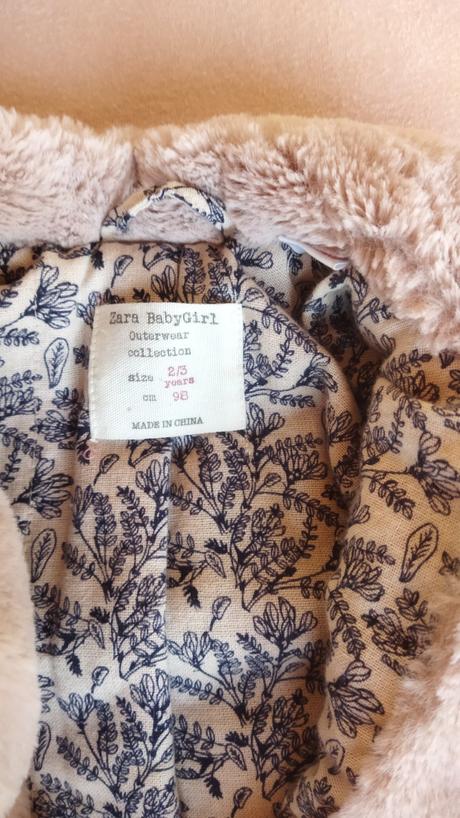 Zara BabyGirl
Outerwear
collection
size 2/3 years
cm 98
MADE IN CHINA